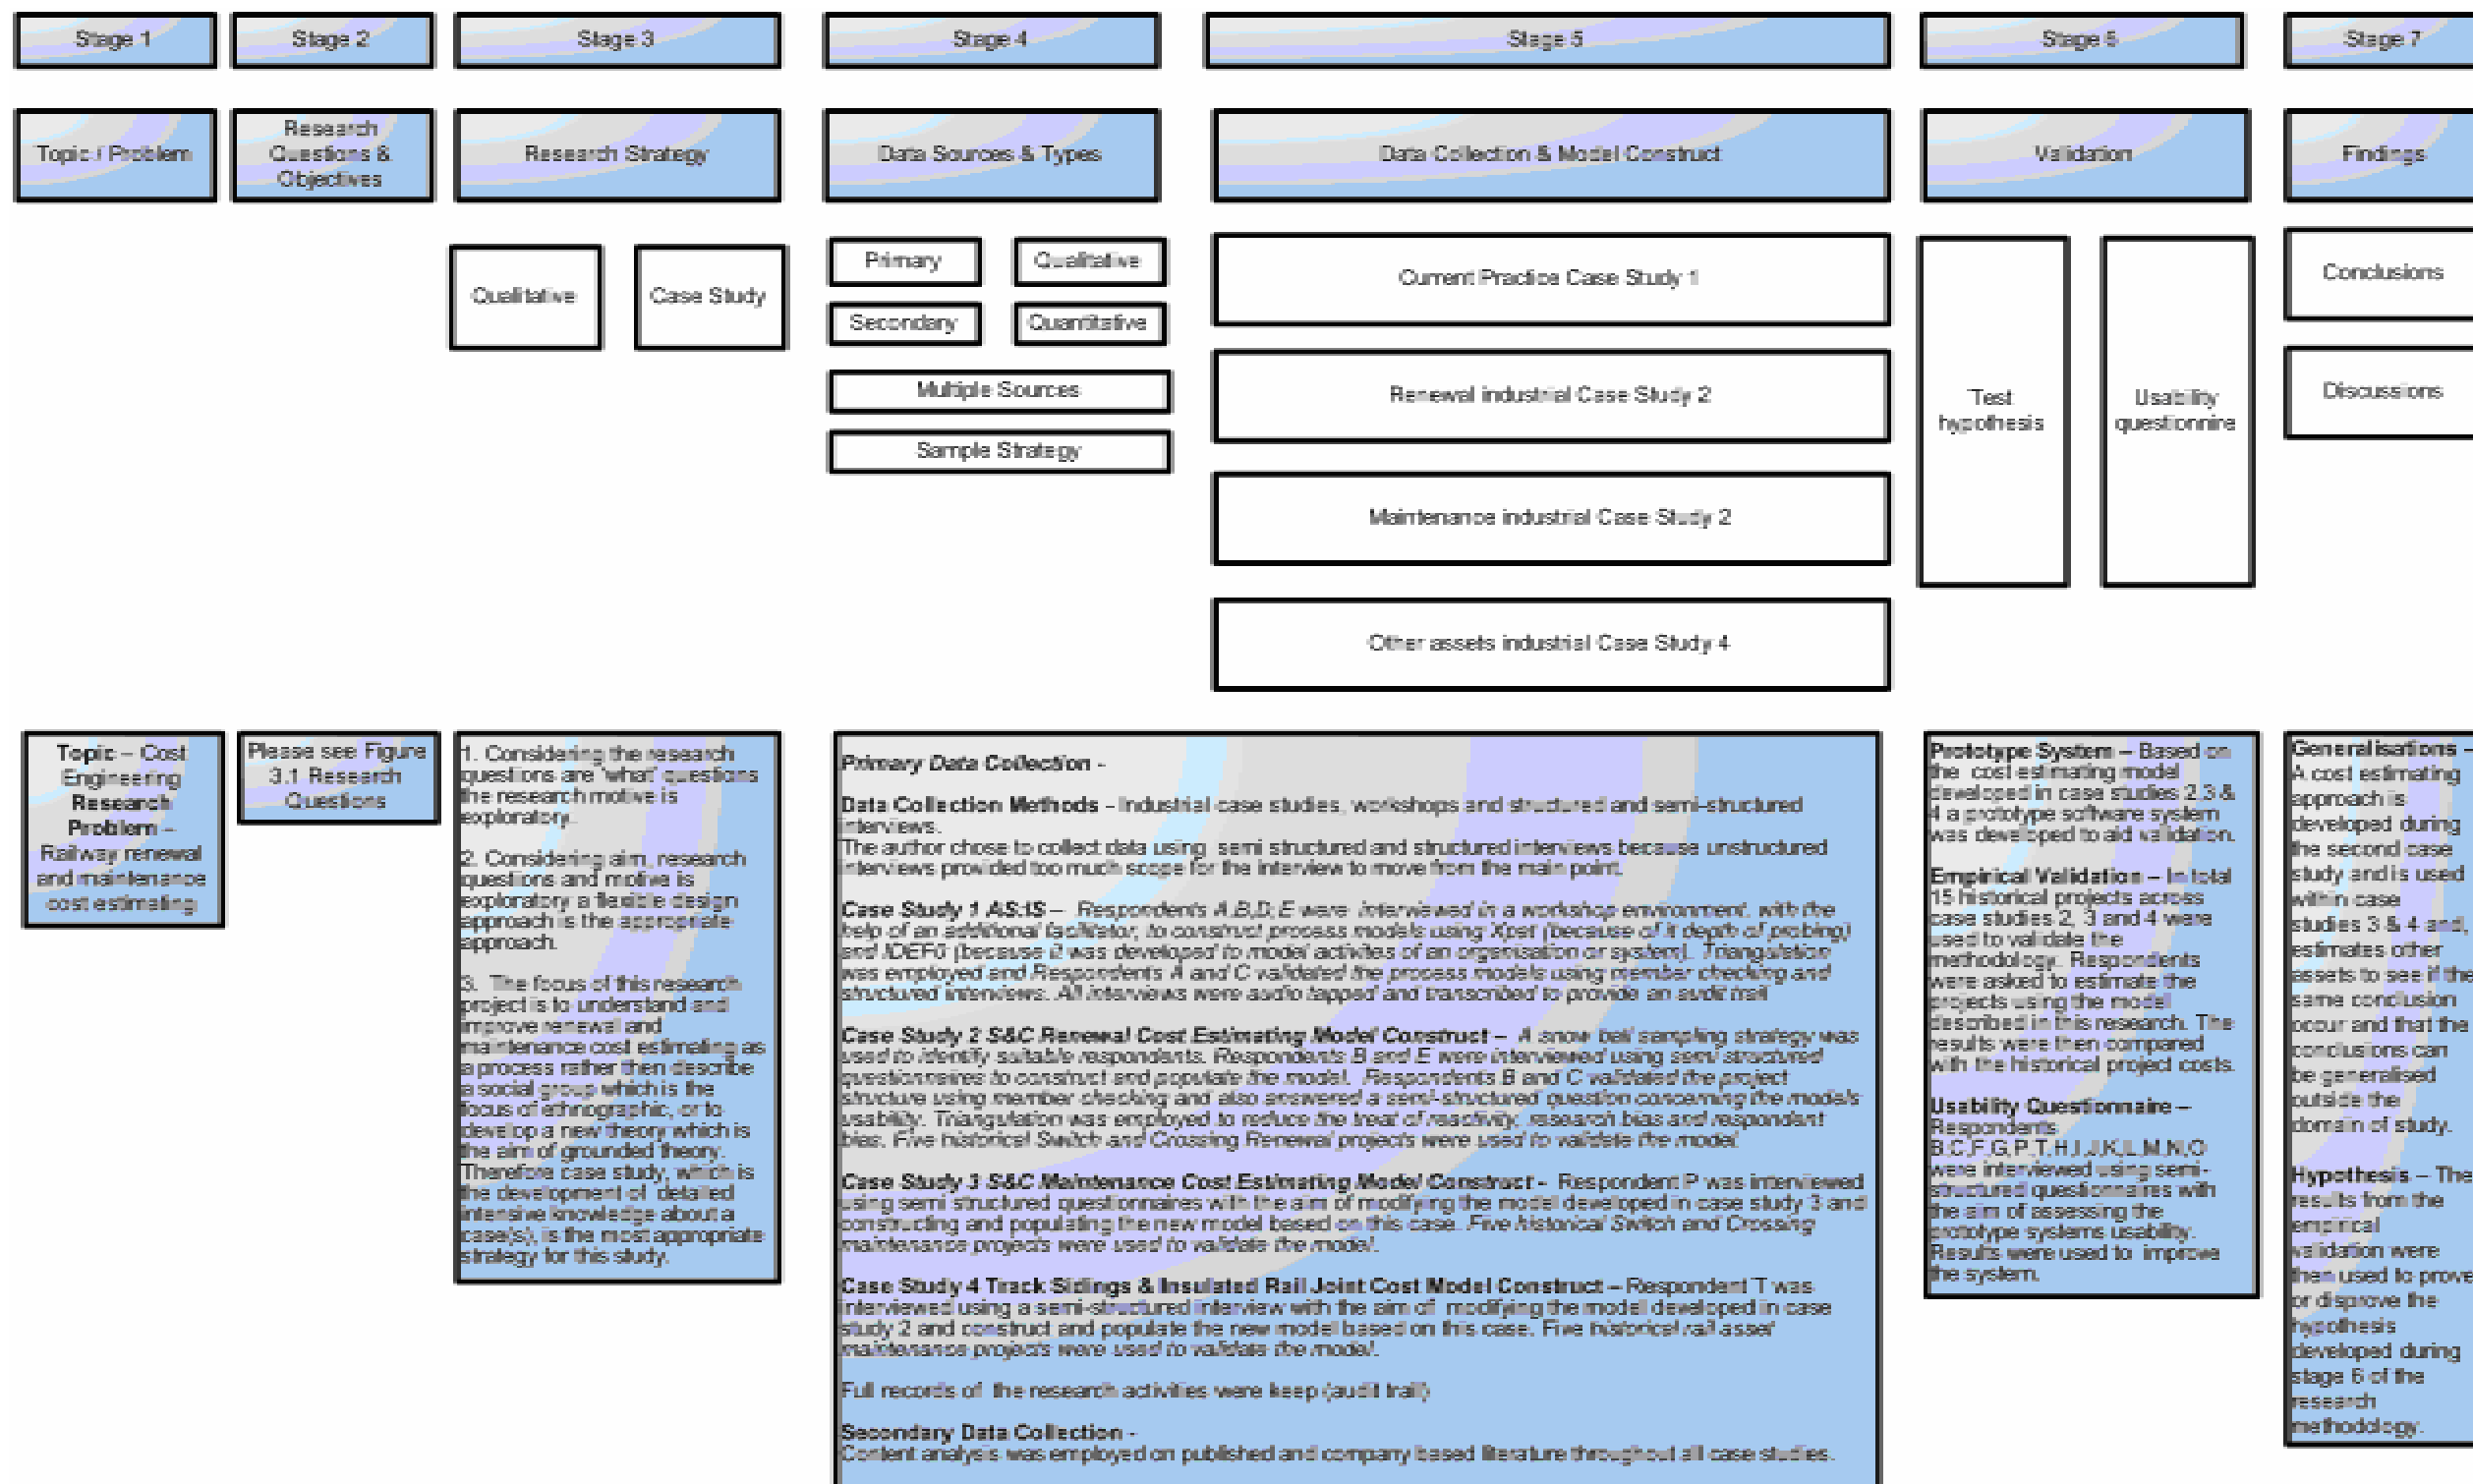 Stage 1
Stage 2
Stage 3
Stage 4
Stage 5
Stage 6
Stage 7
Topic / Problem
Research
Questions &
Objectives
Research Strategy
Data Sources & Types
Data Collection & Model Construct
Validation
Findings
Qualitative
Case Study
Primary
Qualitative
Secondary
Quantitative
Multiple Sources
Sample Strategy
Current Practice Case Study 1
Renewal industrial Case Study 2
Maintenance industrial Case Study 2
Other assets industrial Case Study 4
Test
hypothesis
Usability
questionnire
Conclusions
Discussions
Topic – Cost
Engineering
Research
Problem –
Railway renewal
and maintenance
cost estimating
Please see Figure
3.1 Research
Questions
1. Considering the research
questions are 'what' questions
the research motive is
exploratory.
2. Considering aim, research
questions and motive is
exploratory a flexible design
approach is the appropriate
approach.
3. The focus of this research
project is to understand and
improve renewal and
maintenance cost estimating as
a process rather then describe
a social group which is the
focus of ethnographic, or to
develop a new theory which is
the aim of grounded theory.
Therefore case study, which is
the development of detailed
intensive knowledge about a
case(s), is the most appropriate
strategy for this study.
Primary Data Collection -
Data Collection Methods - Industrial case studies, workshops and structured and semi-structured
interviews.
The author chose to collect data using semi structured and structured interviews because unstructured
interviews provided too much scope for the interview to move from the main point.
Case Study 1 AS:IS – Respondents A,B,D,E were interviewed in a workshop environment, with the
help of an additional facilitator, to construct process models using Xpat (because of it depth of probing)
and IDEF0 (because it was developed to model activites of an organisation or system). Triangulation
was employed and Respondents A and C validated the process models using member checking and
structured interviews. All interviews were audio tapped and transcribed to provide an audit trail
Case Study 2 S&C Renewal Cost Estimating Model Construct – A snow ball sampling strategy was
used to identify suitable respondents. Respondents B and E were interviewed using semi structured
questionnaires to construct and populate the model. Respondents B and C validated the project
structure using member checking and also answered a semi-structured question concerning the models
usability. Triangulation was employed to reduce the treat of reactivity, research bias and respondent
bias. Five historical Switch and Crossing Renewal projects were used to validate the model.
Case Study 3 S&C Maintenance Cost Estimating Model Construct - Respondent P was interviewed
using semi structured questionnaires with the aim of modifying the model developed in case study 3 and
constructing and populating the new model based on this case. Five historical Switch and Crossing
maintenance projects were used to validate the model.
Case Study 4 Track Sidings & Insulated Rail Joint Cost Model Construct – Respondent T was
interviewed using a semi-structured interview with the aim of modifying the model developed in case
study 2 and construct and populate the new model based on this case. Five historical rail asset
maintenance projects were used to validate the model.
Full records of the research activities were keep (audit trail)
Secondary Data Collection -
Content analysis was employed on published and company based literature throughout all case studies.
Prototype System – Based on
the cost estimating model
developed in case studies 2,3 &
4 a prototype software system
was developed to aid validation.
Empirical Validation – In total
15 historical projects across
case studies 2, 3 and 4 were
used to validate the
methodology. Respondents
were asked to estimate the
projects using the model
described in this research. The
results were then compared
with the historical project costs.
Usability Questionnaire –
Respondents
B,C,F,G,P,T,H,I,J,K,L,M,N,O
were interviewed using semi-
structured questionnaires with
the aim of assessing the
prototype systems usability.
Results were used to improve
the system.
Generalisations –
A cost estimating
approach is
developed during
the second case
study and is used
within case
studies 3 & 4 and,
estimates other
assets to see if the
same conclusion
occur and that the
conclusions can
be generalised
outside the
domain of study.
Hypothesis – The
results from the
empirical
validation were
then used to prove
or disprove the
hypothesis
developed during
stage 6 of the
research
methodology.